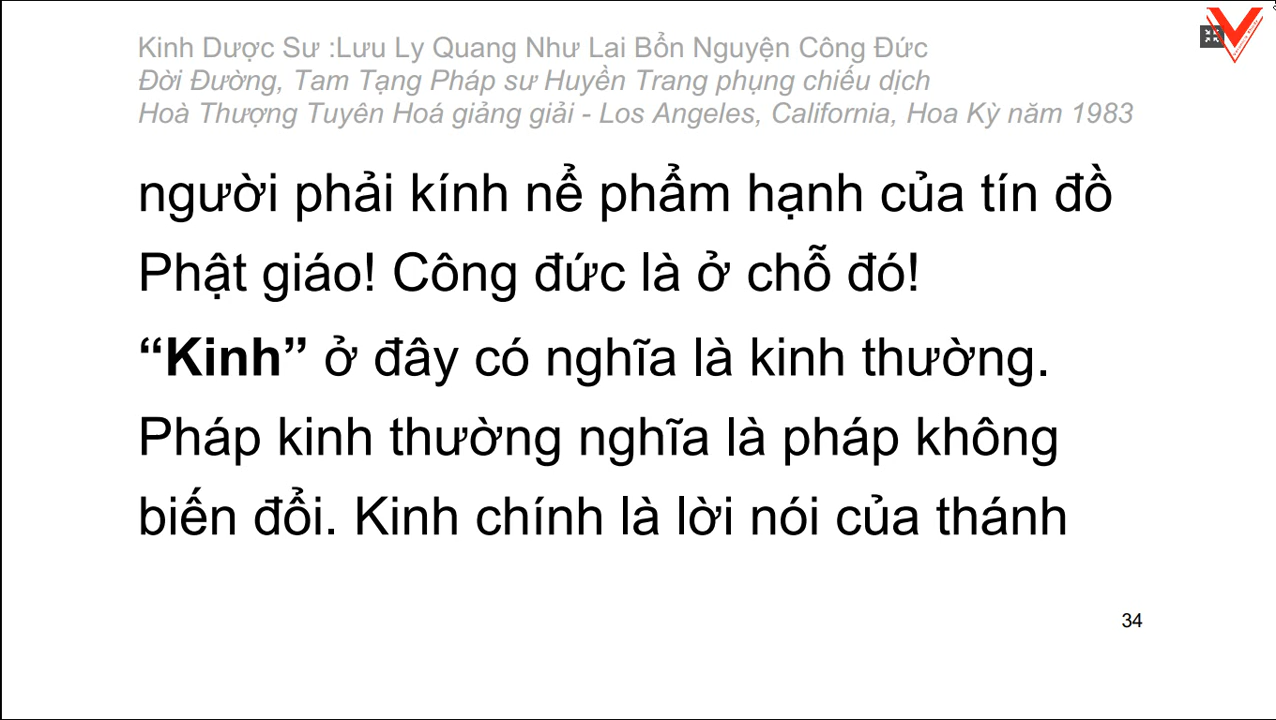 Kinh Dược Sư :Lưu Ly Quang Như Lai Bổn Nguyện Công Đức
Đời Đường, Tam Tạng Pháp sư Huyền Trang phụng chiếu dịch
Hoà Thượng Tuyên Hoá giảng giải - Los Angeles, California, Hoa Kỳ năm 1983
người phải kính nể phẩm hạnh của tín đồ
Phật giáo! Công đức là ở chỗ đó!
“Kinh” ở đây có nghĩa là kinh thường.
Pháp kinh thường nghĩa là pháp không
biến đổi. Kinh chính là lời nói của thánh
34